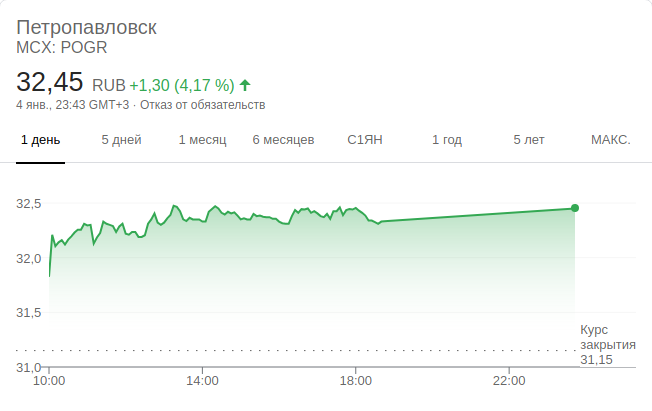 Петропавловск
MCX: POGR
32,45 RUB +1,30 (4,17 %)
4 янв., 23:43 GMT+3 · Отказ от обязательств
1 день 5 дней 1 месяц 6 месяцев С1ЯН 1 год 5 лет МАКС.
32,5
32,0
31,5
31,0
Курс
закрытия
31,15
10:00 14:00 18:00 22:00